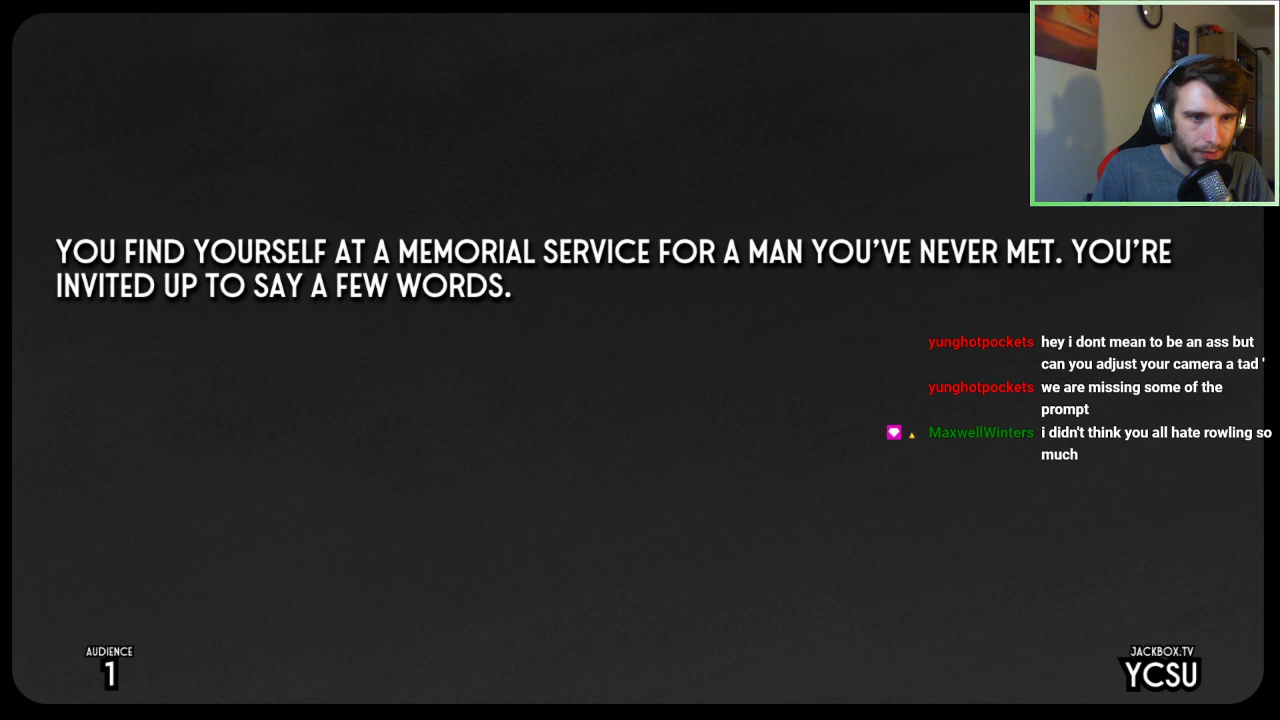 YOU FIND YOURSELF AT A MEMORIAL SERVICE FOR A MAN YOU'VE NEVER MET. YOU'RE
INVITED UP TO SAY A FEW WORDS.
yunghotpockets hey i dont mean to be an ass but
can you adjust your camera a tad '
yunghotpockets we are missing some of the
prompt
MaxwellWinters i didn't think you all hate rowling so
much
AUDIENCE
1
JACKBOX.TV
YCSU